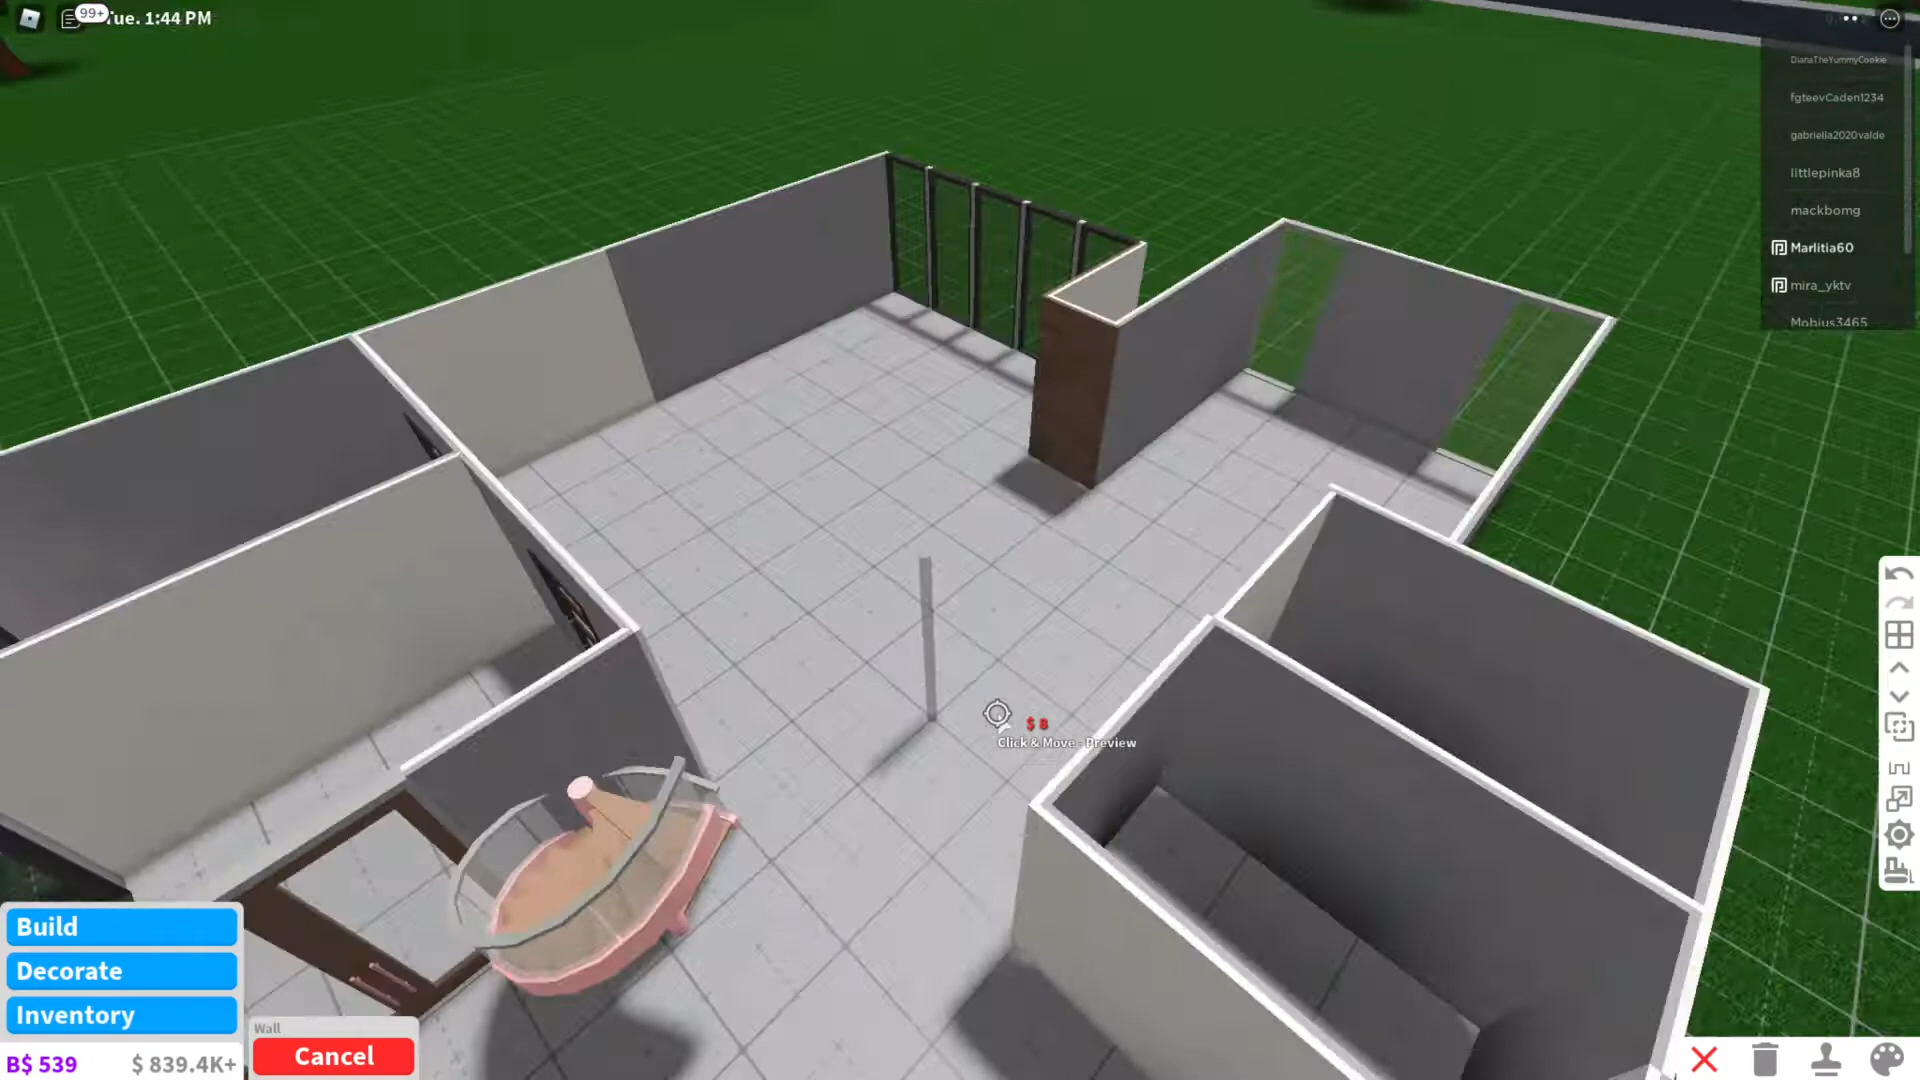 99+
Tue. 1:44 PM
DianaTheYummyCookie
fgteevCaden1234
gabriella2020valde
littlepinka8
mackbomg
Marlitia60
mira_yktv
Mobius3465
$ 8
Click & Move - Preview
Build
Decorate
Inventory
Wall
Cancel
B$ 539
$ 839.4K+